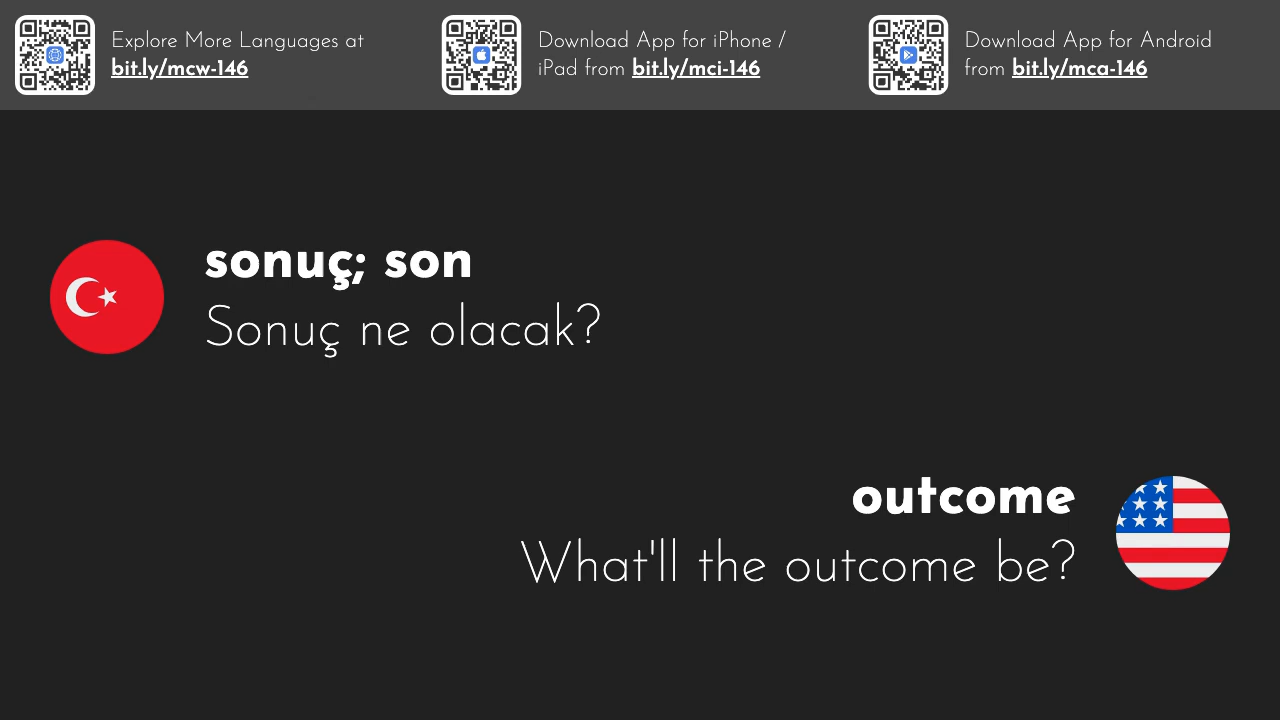 Explore More Languages at
bit.ly/mcw-146
Download App for iPhone /
iPad from bit.ly/mci-146
Download App for Android
from bit.ly/mca-146
sonuç; son
Sonuç ne olacak?
outcome
What'll the outcome be?